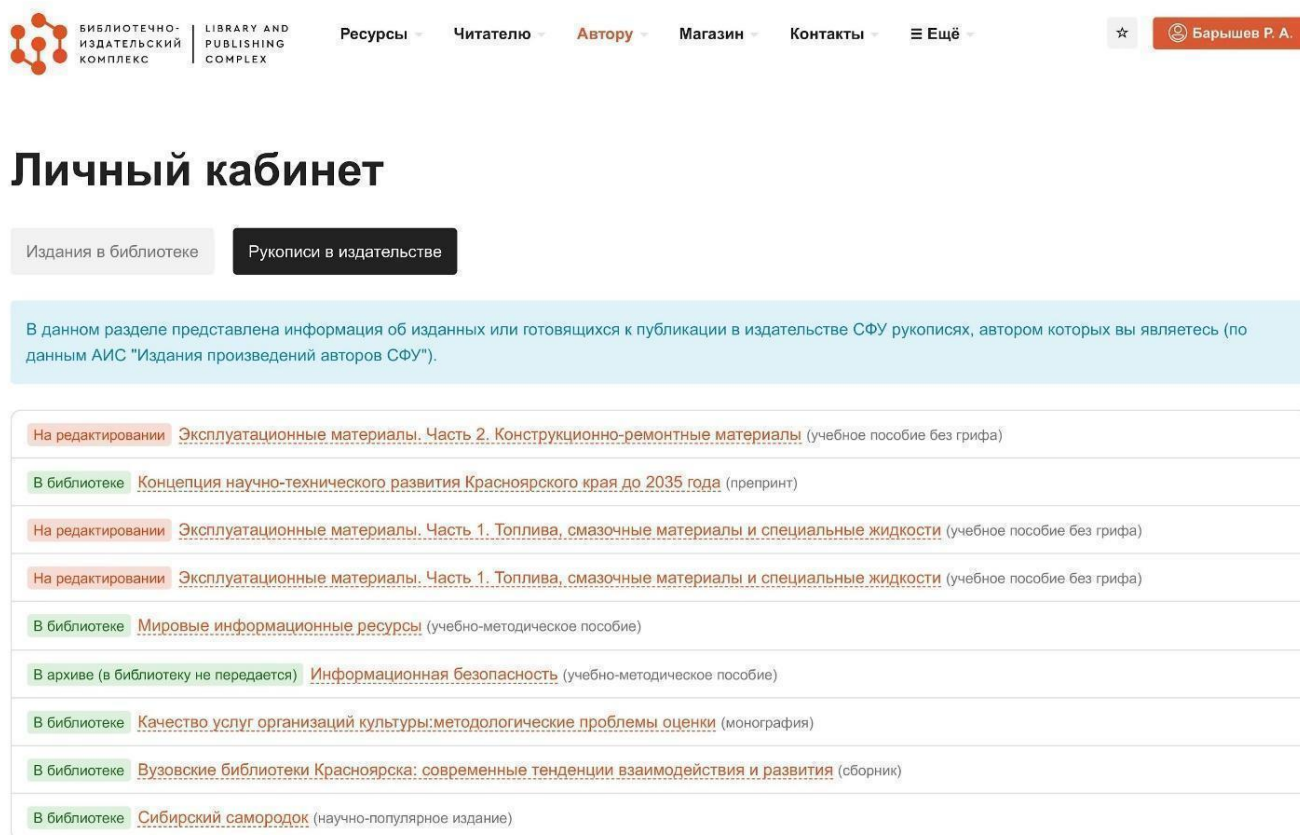 БИБЛИОТЕЧНО-
ИЗДАТЕЛЬСКИЙ
КОМПЛЕКС
LIBRARY AND
PUBLISHING
COMPLEX
Ресурсы
Читателю
Автору
Магазин
Контакты
☰ Ещё
☆
Барышев Р. А.
Личный кабинет
Издания в библиотеке
Рукописи в издательстве
В данном разделе представлена информация об изданных или готовящихся к публикации в издательстве СФУ рукописях, автором которых вы являетесь (по
данным АИС "Издания произведений авторов СФУ").
На редактировании Эксплуатационные материалы. Часть 2. Конструкционно-ремонтные материалы (учебное пособие без грифа)
В библиотеке Концепция научно-технического развития Красноярского края до 2035 года (препринт)
На редактировании Эксплуатационные материалы. Часть 1. Топлива, смазочные материалы и специальные жидкости (учебное пособие без грифа)
На редактировании Эксплуатационные материалы. Часть 1. Топлива, смазочные материалы и специальные жидкости (учебное пособие без грифа)
В библиотеке Мировые информационные ресурсы (учебно-методическое пособие)
В архиве (в библиотеку не передается) Информационная безопасность (учебно-методическое пособие)
В библиотеке Качество услуг организаций культуры:методологические проблемы оценки (монография)
В библиотеке Вузовские библиотеки Красноярска: современные тенденции взаимодействия и развития (сборник)
В библиотеке Сибирский самородок (научно-популярное издание)